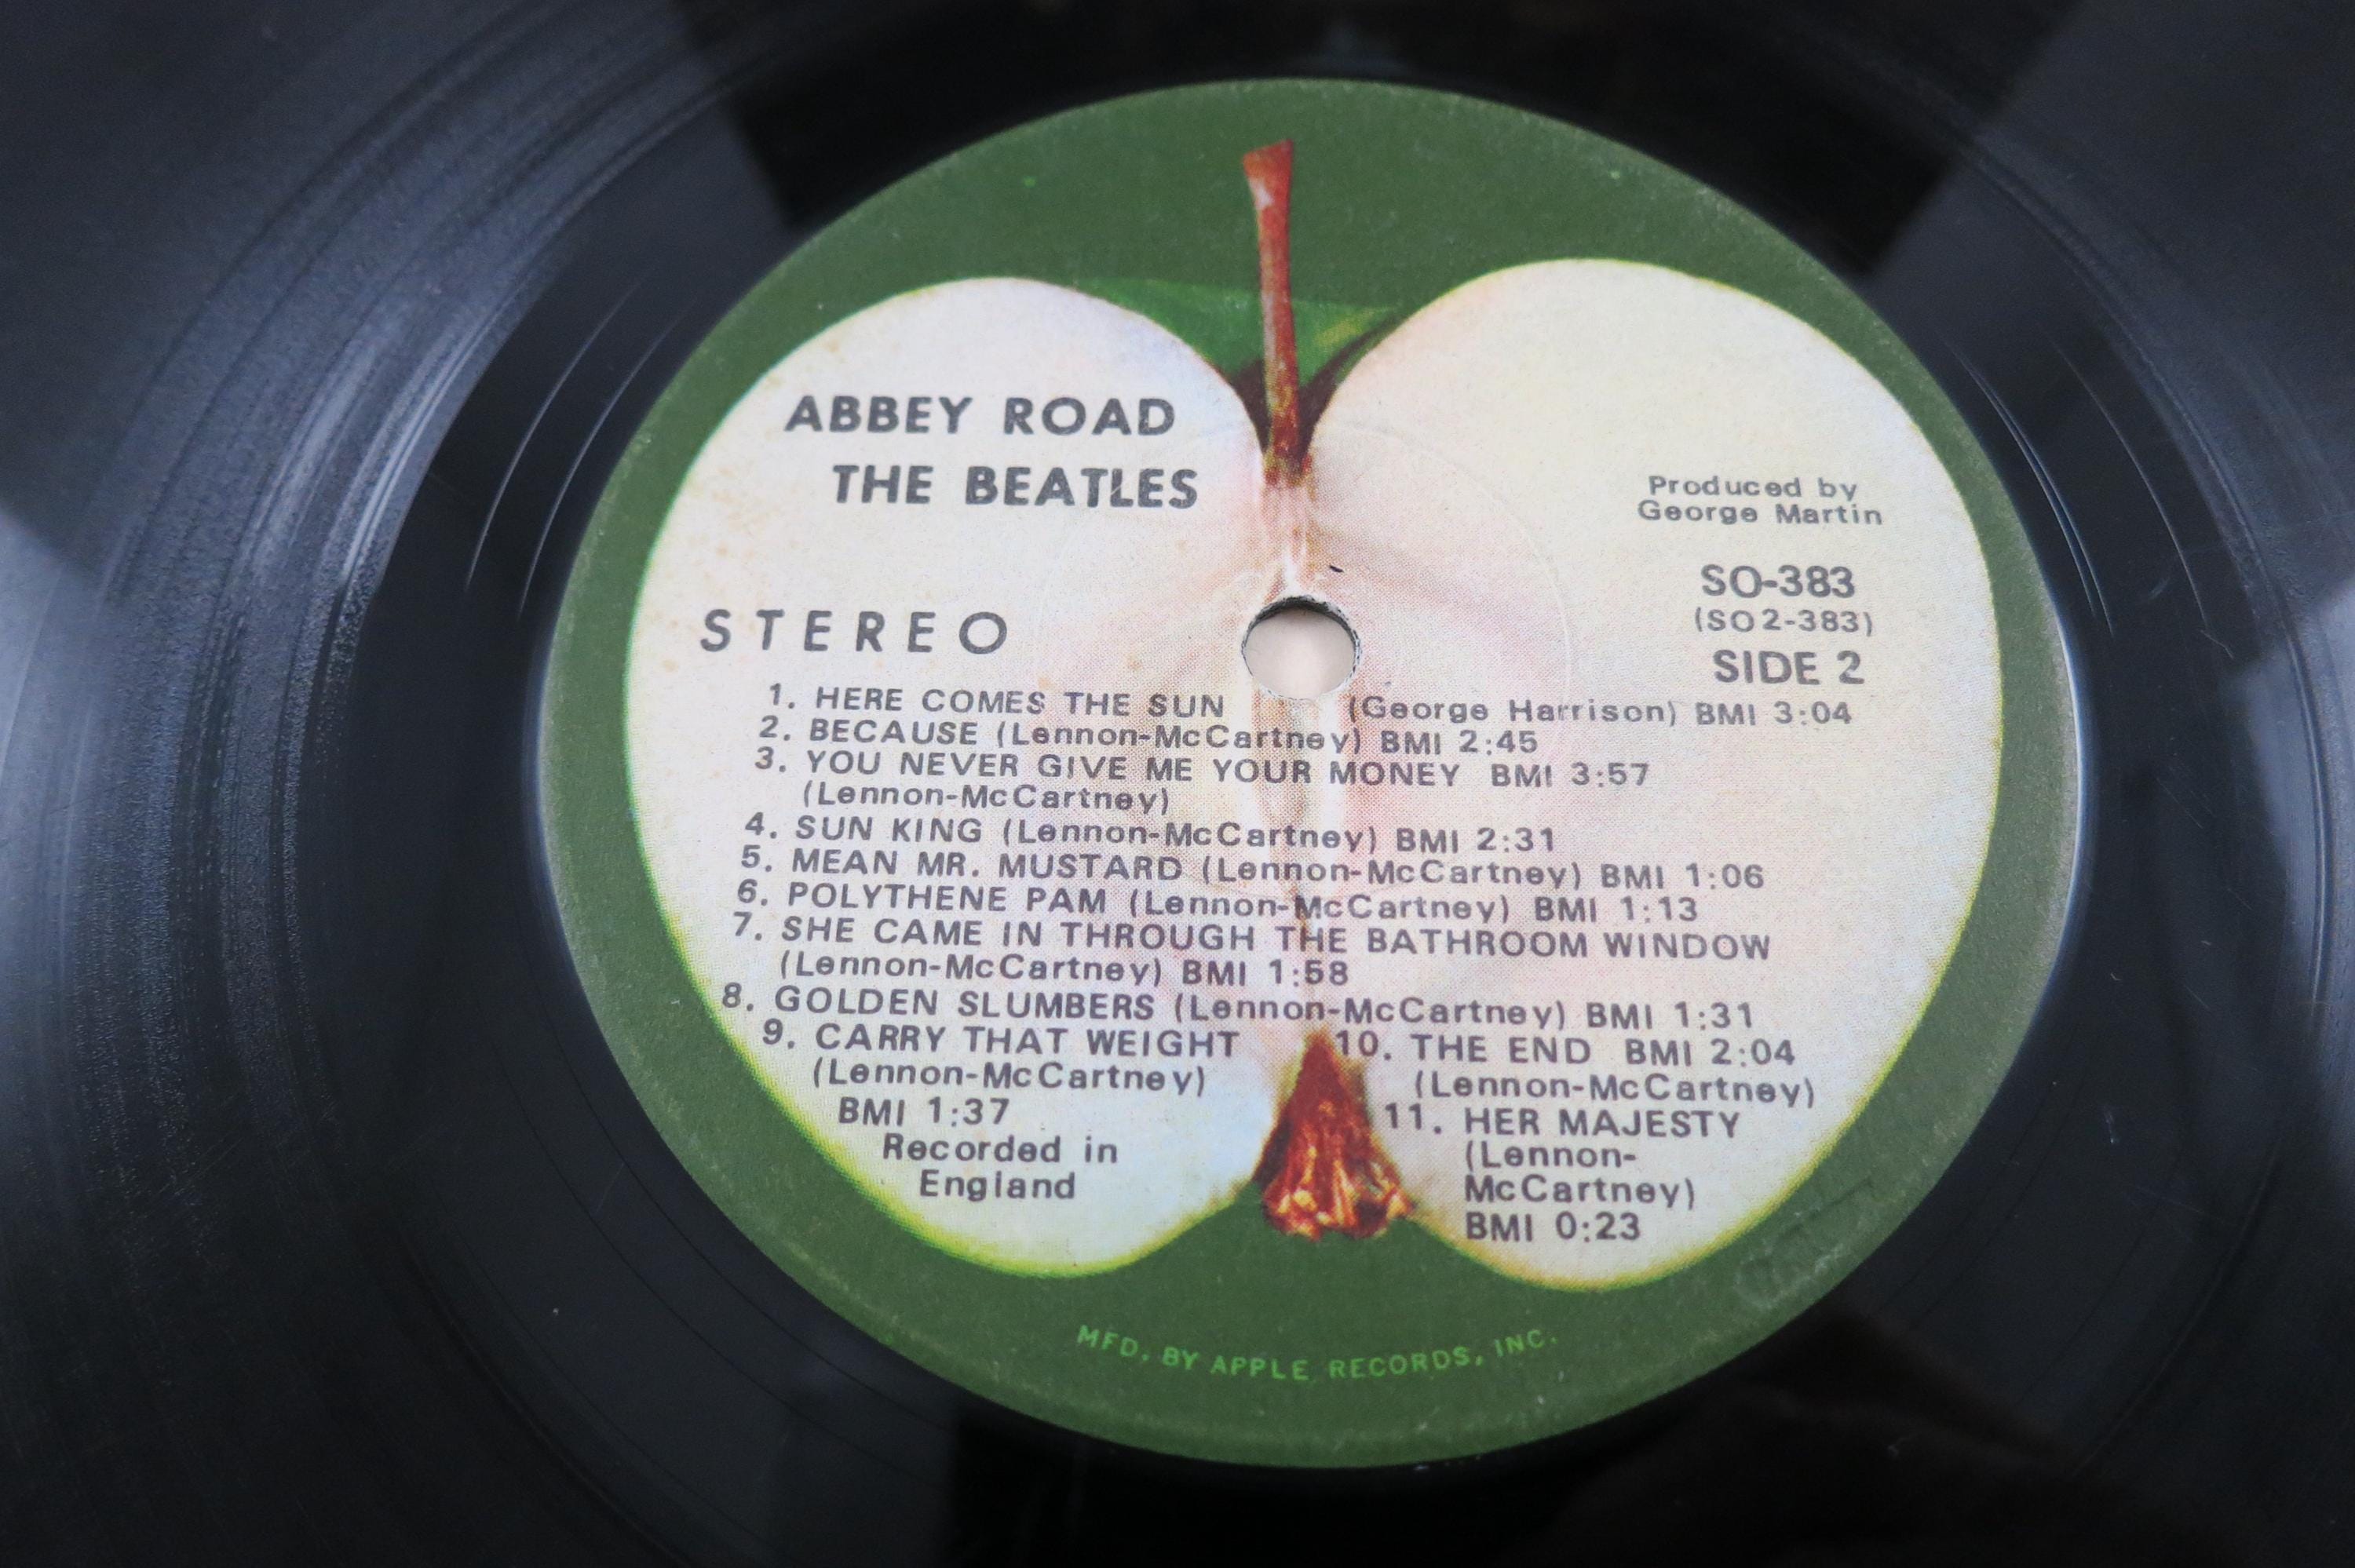 ABBEY ROAD
THE BEATLES
Produced by
George Martin
SO-383
(SO2-383)
SIDE 2
STEREO
1. HERE COMES THE SUN (George Harrison) BMI 3:04
2. BECAUSE (Lennon-McCartney) BMI 2:45
3. YOU NEVER GIVE ME YOUR MONEY BMI 3:57
(Lennon-McCartney)
4. SUN KING (Lennon-McCartney) BMI 2:31
5. MEAN MR. MUSTARD (Lennon-McCartney) BMI 1:06
6. POLYTHENE PAM (Lennon-McCartney) BMI 1:13
7. SHE CAME IN THROUGH THE BATHROOM WINDOW
(Lennon-McCartney) BMI 1:58
8. GOLDEN SLUMBERS (Lennon-McCartney) BMI 1:31
9. CARRY THAT WEIGHT
(Lennon-McCartney)
BMI 1:37
10. THE END BMI 2:04
(Lennon-McCartney)
11. HER MAJESTY
(Lennon-
McCartney)
BMI 0:23
Recorded in
England
MFD. BY APPLE RECORDS, INC.